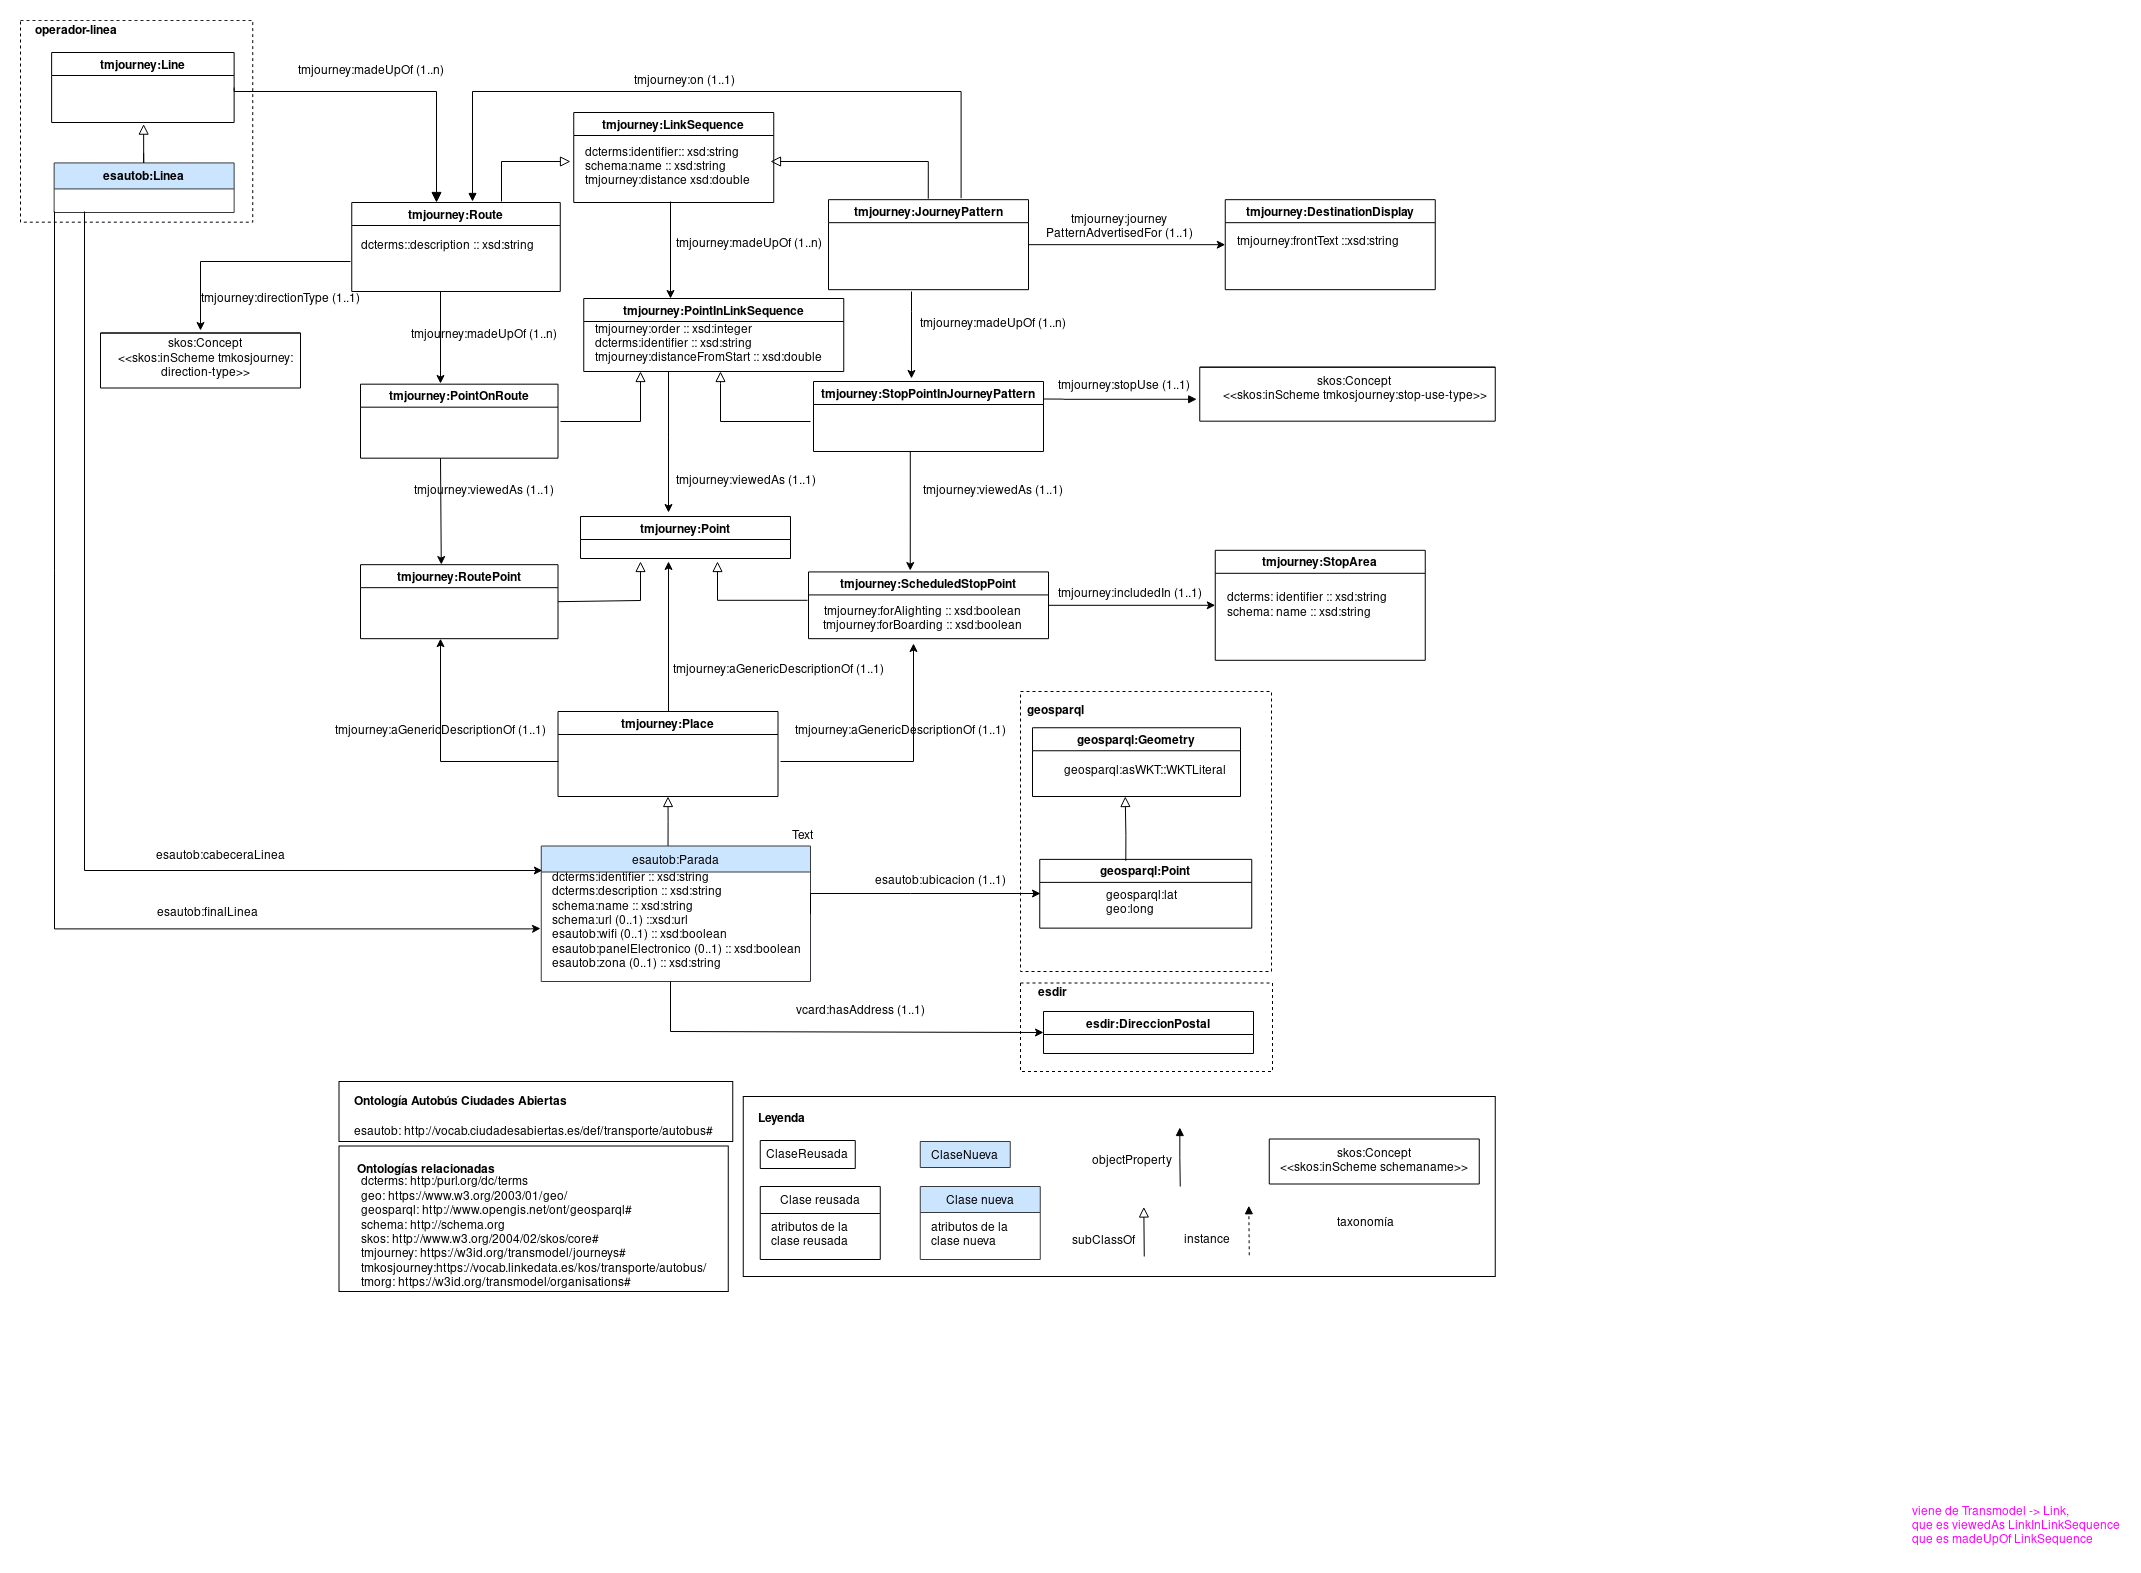 operador-linea
tmjourney:Line
esautob:Linea
tmjourney:madeUpOf (1..n)
tmjourney:on (1..1)
tmjourney:LinkSequence
dcterms:identifier:: xsd:string
schema:name :: xsd:string
tmjourney:distance xsd:double
tmjourney:Route
dcterms::description :: xsd:string
tmjourney:madeUpOf (1..n)
tmjourney:JourneyPattern
tmjourney:journey
PatternAdvertisedFor (1..1)
tmjourney:DestinationDisplay
tmjourney:frontText ::xsd:string
tmjourney:directionType (1..1)
skos:Concept
<<skos:inScheme tmkosjourney:
direction-type>>
tmjourney:madeUpOf (1..n)
tmjourney:PointInLinkSequence
tmjourney:order :: xsd:integer
dcterms:identifier :: xsd:string
tmjourney:distanceFromStart :: xsd:double
tmjourney:madeUpOf (1..n)
tmjourney:PointOnRoute
tmjourney:StopPointInJourneyPattern
tmjourney:stopUse (1..1)
skos:Concept
<<skos:inScheme tmkosjourney:stop-use-type>>
tmjourney:viewedAs (1..1)
tmjourney:viewedAs (1..1)
tmjourney:viewedAs (1..1)
tmjourney:Point
tmjourney:RoutePoint
tmjourney:ScheduledStopPoint
tmjourney:forAlighting :: xsd:boolean
tmjourney:forBoarding :: xsd:boolean
tmjourney:includedIn (1..1)
tmjourney:StopArea
dcterms: identifier :: xsd:string
schema: name :: xsd:string
tmjourney:aGenericDescriptionOf (1..1)
tmjourney:aGenericDescriptionOf (1..1)
tmjourney:Place
tmjourney:aGenericDescriptionOf (1..1)
geosparql
geosparql:Geometry
geosparql:asWKT::WKTLiteral
Text
esautob:cabeceraLinea
esautob:finalLinea
esautob:Parada
dcterms:identifier :: xsd:string
dcterms:description :: xsd:string
schema:name :: xsd:string
schema:url (0..1) ::xsd:url
esautob:wifi (0..1) :: xsd:boolean
esautob:panelElectronico (0..1) :: xsd:boolean
esautob:zona (0..1) :: xsd:string
esautob:ubicacion (1..1)
geosparql:Point
geosparql:lat
geo:long
vcard:hasAddress (1..1)
esdir
esdir:DireccionPostal
Ontología Autobús Ciudades Abiertas
esautob: http://vocab.ciudadesabiertas.es/def/transporte/autobus#
Ontologías relacionadas
dcterms: http:/purl.org/dc/terms
geo: https://www.w3.org/2003/01/geo/
geosparql: http://www.opengis.net/ont/geosparql#
schema: http://schema.org
skos: http://www.w3.org/2004/02/skos/core#
tmjourney: https://w3id.org/transmodel/journeys#
tmkosjourney:https://vocab.linkedata.es/kos/transporte/autobus/
tmorg: https://w3id.org/transmodel/organisations#
Leyenda
ClaseReusada
ClaseNueva
objectProperty
skos:Concept
<<skos:inScheme schemaname>>
Clase reusada
atributos de la
clase reusada
Clase nueva
atributos de la
clase nueva
subClassOf
instance
taxonomía
viene de Transmodel -> Link,
que es viewedAs LinkInLinkSequence
que es madeUpOf LinkSequence